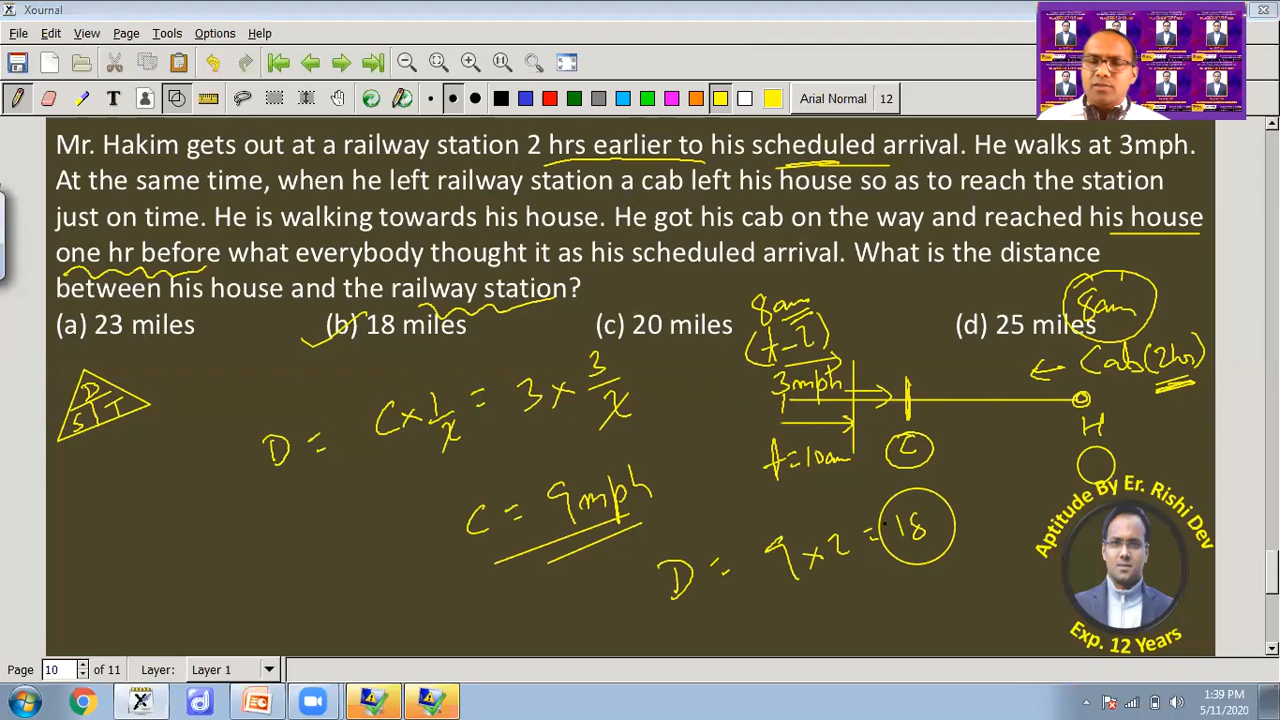 Xournal
File Edit View Page Tools Options Help
Arial Normal 12
Mr. Hakim gets out at a railway station 2 hrs earlier to his scheduled arrival. He walks at 3mph.
At the same time, when he left railway station a cab left his house so as to reach the station
just on time. He is walking towards his house. He got his cab on the way and reached his house
one hr before what everybody thought it as his scheduled arrival. What is the distance
between his house and the railway station?
(a) 23 miles (b) 18 miles (c) 20 miles (d) 25 miles
8am
8am
(t-2)
Cab (2hr)
3mph
H
t=10am
D
S T
D = C × 1/x = 3 × 3/x
C = 9mph
D = 9 × 2 = 18
Aptitude By Er. Rishi Dev
Exp. 12 Years
Page 10 of 11 Layer: Layer 1
1:39 PM
5/11/2020